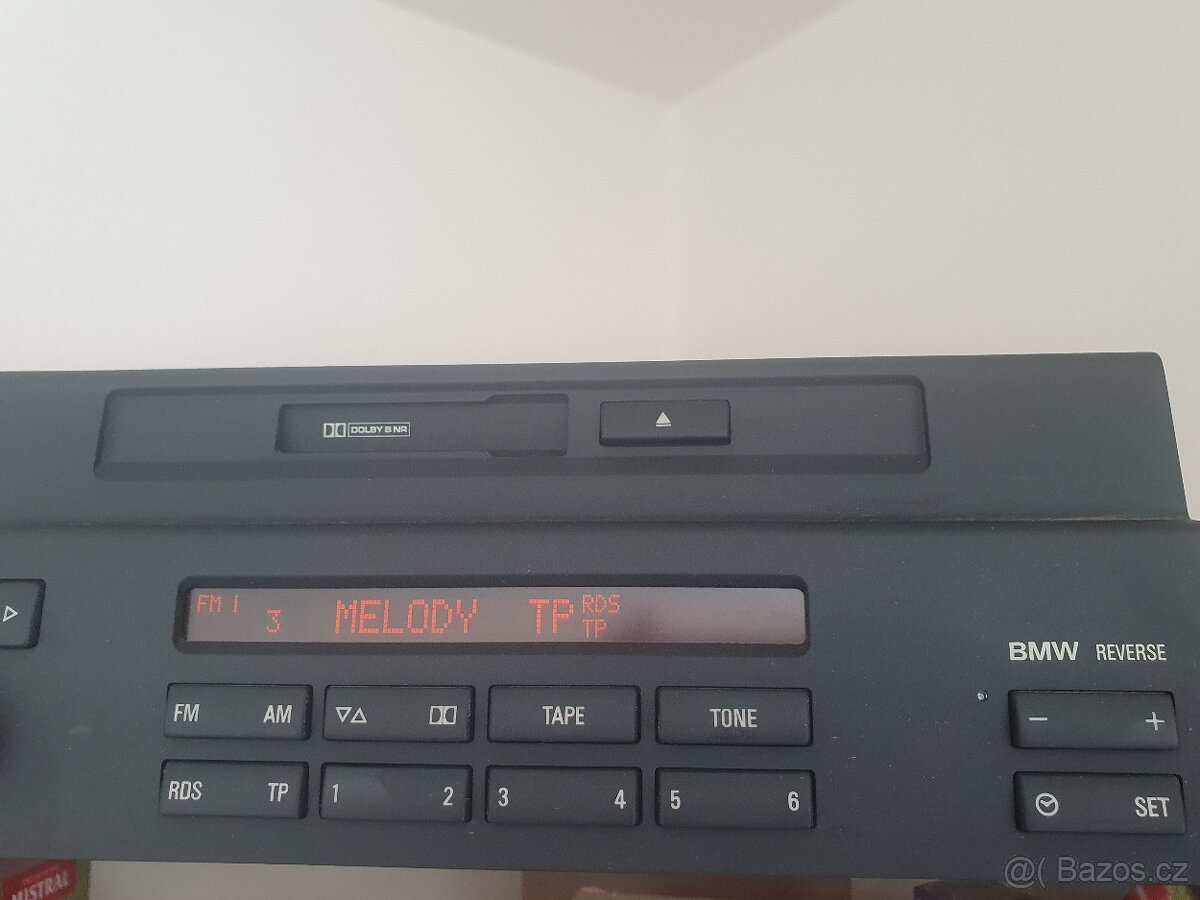 DOLBY B NR
FM I 3 MELODY TP RDS
TP
BMW REVERSE
FM AM TAPE TONE - +
RDS TP 1 2 3 4 5 6 SET
MISTRAL
@( Bazos.cz